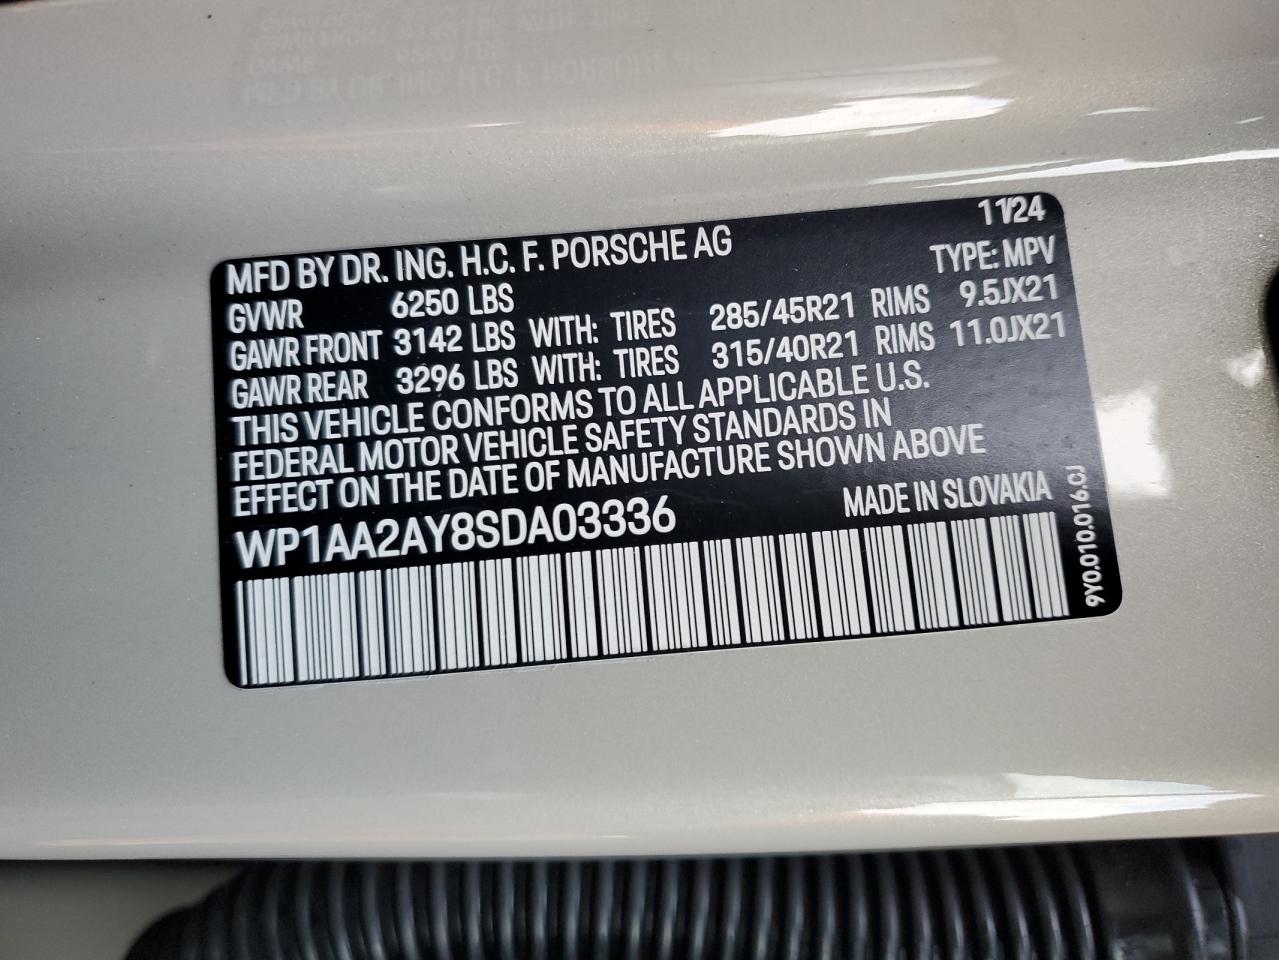 MFD BY DR. ING. H.C. F. PORSCHE AG 11/24
GVWR 6250 LBS TYPE: MPV
GAWR FRONT 3142 LBS WITH: TIRES 285/45R21 RIMS 9.5JX21
GAWR REAR 3296 LBS WITH: TIRES 315/40R21 RIMS 11.0JX21
THIS VEHICLE CONFORMS TO ALL APPLICABLE U.S.
FEDERAL MOTOR VEHICLE SAFETY STANDARDS IN
EFFECT ON THE DATE OF MANUFACTURE SHOWN ABOVE
WP1AA2AY8SDA03336 MADE IN SLOVAKIA
9Y0.010.016.CJ